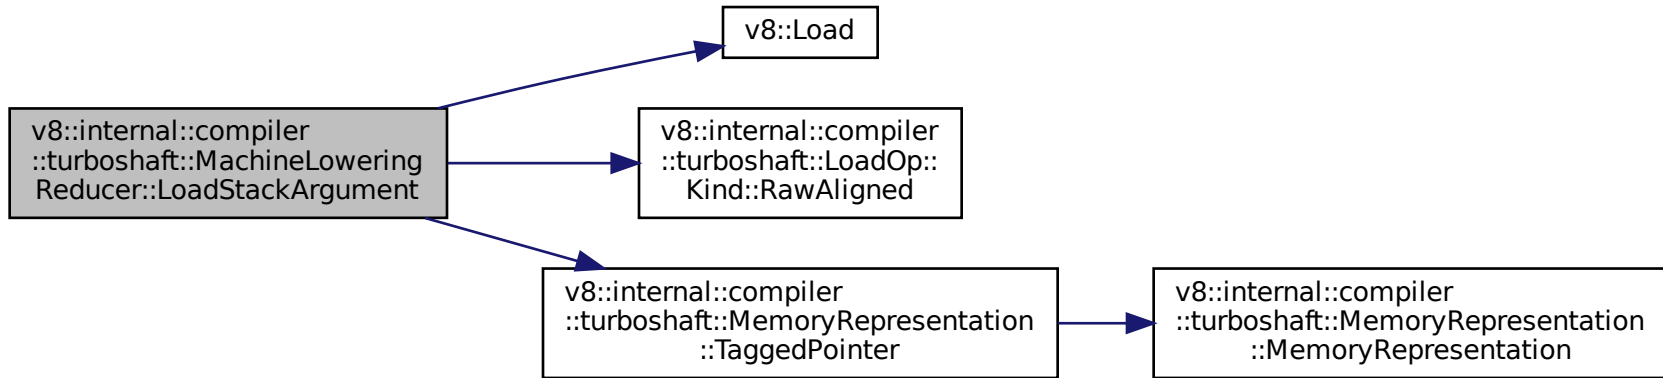 v8::Load
v8::internal::compiler
::turboshaft::MachineLowering
Reducer::LoadStackArgument
v8::internal::compiler
::turboshaft::LoadOp::
Kind::RawAligned
v8::internal::compiler
::turboshaft::MemoryRepresentation
::TaggedPointer
v8::internal::compiler
::turboshaft::MemoryRepresentation
::MemoryRepresentation